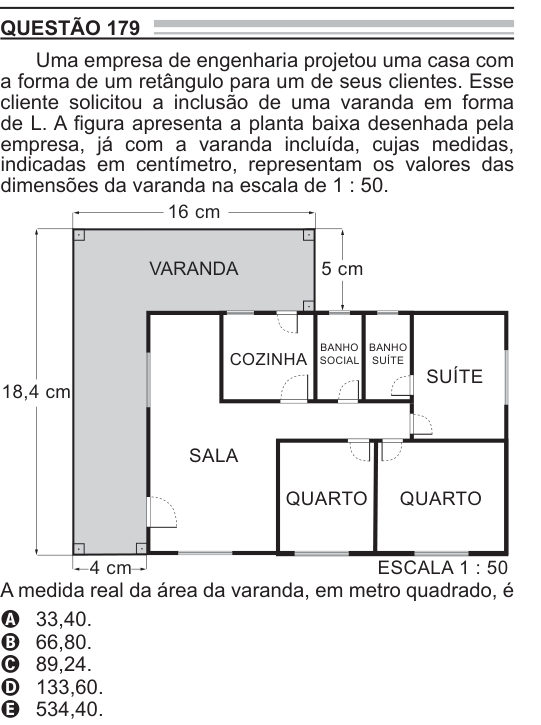 QUESTÃO 179
Uma empresa de engenharia projetou uma casa com
a forma de um retângulo para um de seus clientes. Esse
cliente solicitou a inclusão de uma varanda em forma
de L. A figura apresenta a planta baixa desenhada pela
empresa, já com a varanda incluída, cujas medidas,
indicadas em centímetro, representam os valores das
dimensões da varanda na escala de 1 : 50.
16 cm
VARANDA
5 cm
BANHO
SOCIAL
BANHO
SUÍTE
COZINHA
SUÍTE
18,4 cm
SALA
QUARTO
QUARTO
4 cm
ESCALA 1 : 50
A medida real da área da varanda, em metro quadrado, é
A 33,40.
B 66,80.
C 89,24.
D 133,60.
E 534,40.